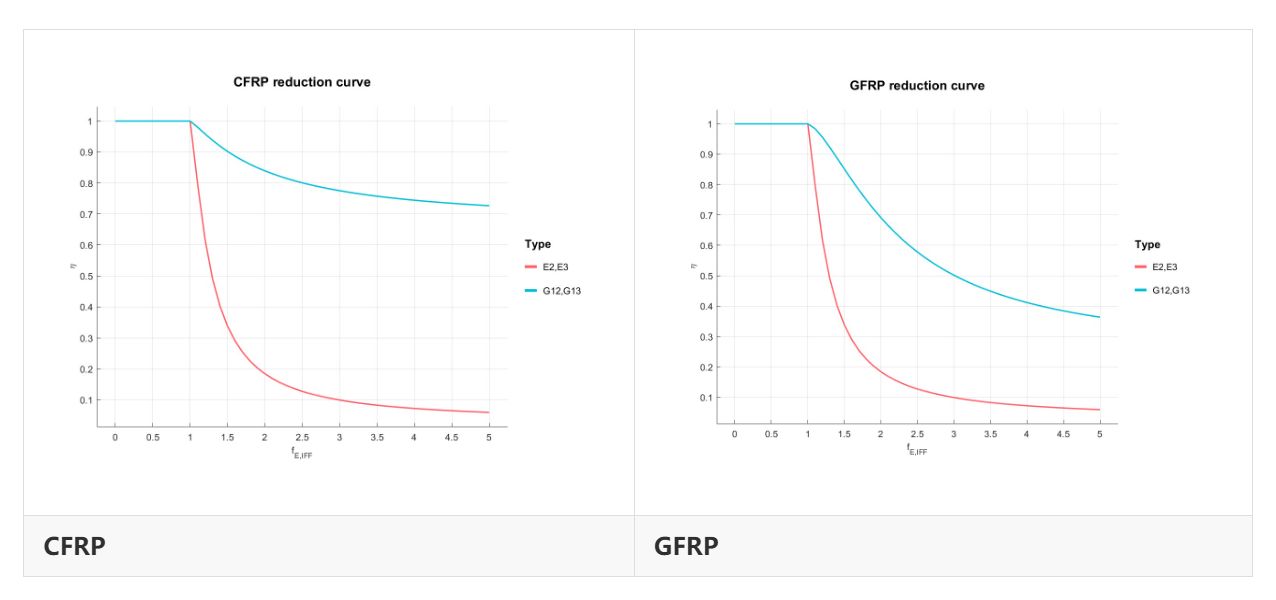 CFRP reduction curve
1
0.9
0.8
0.7
0.6
0.5
0.4
0.3
0.2
0.1
η
0 0.5 1 1.5 2 2.5 3 3.5 4 4.5 5
f E,IFF
Type
E2,E3
G12,G13
GFRP reduction curve
1
0.9
0.8
0.7
0.6
0.5
0.4
0.3
0.2
0.1
η
0 0.5 1 1.5 2 2.5 3 3.5 4 4.5 5
f E,IFF
Type
E2,E3
G12,G13
CFRP
GFRP